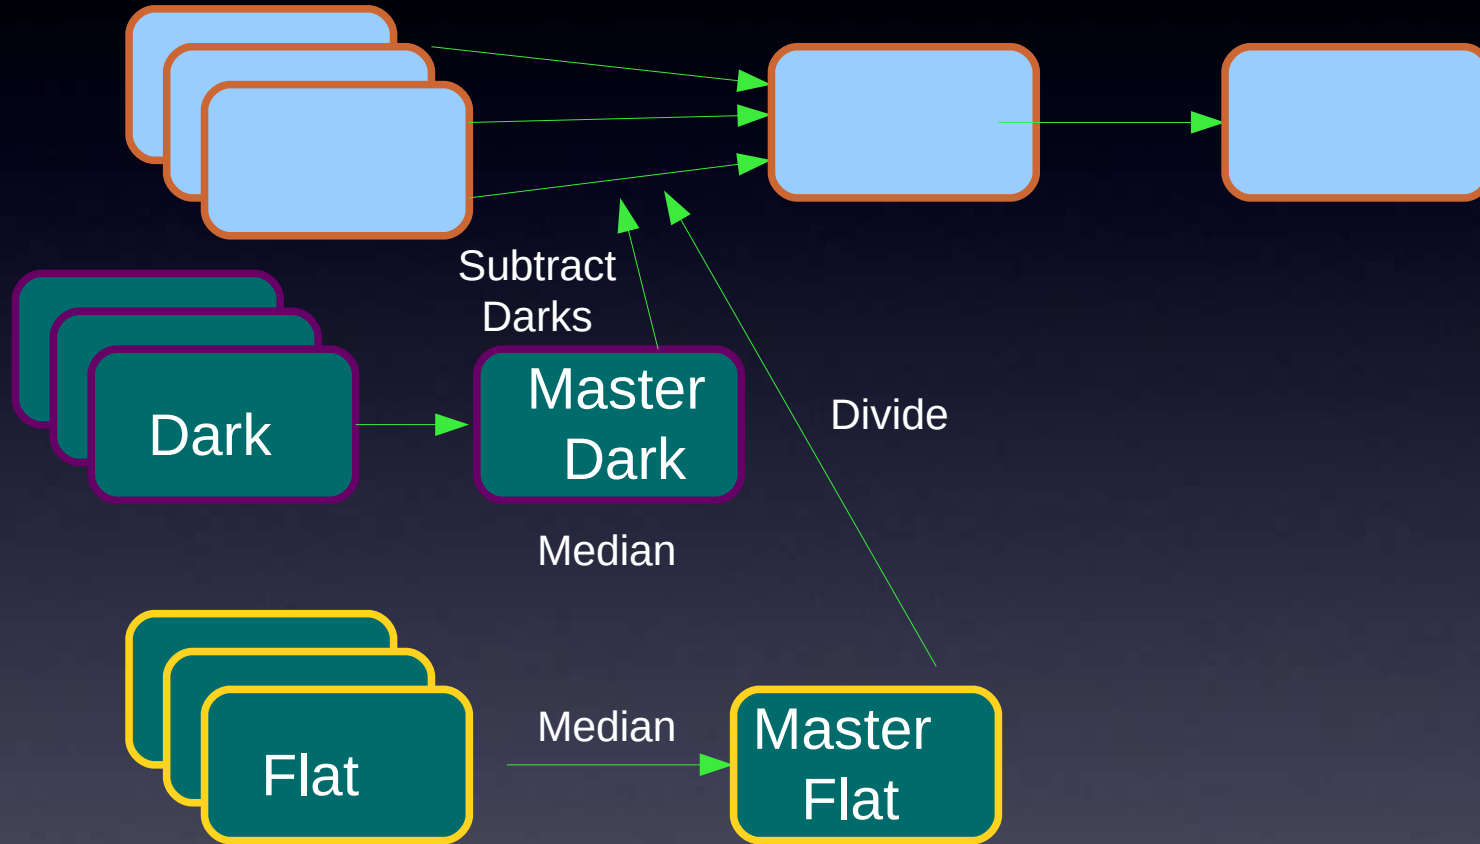 Subtract
Darks
Master
Dark
Dark
Divide
Median
Median
Master
Flat
Flat